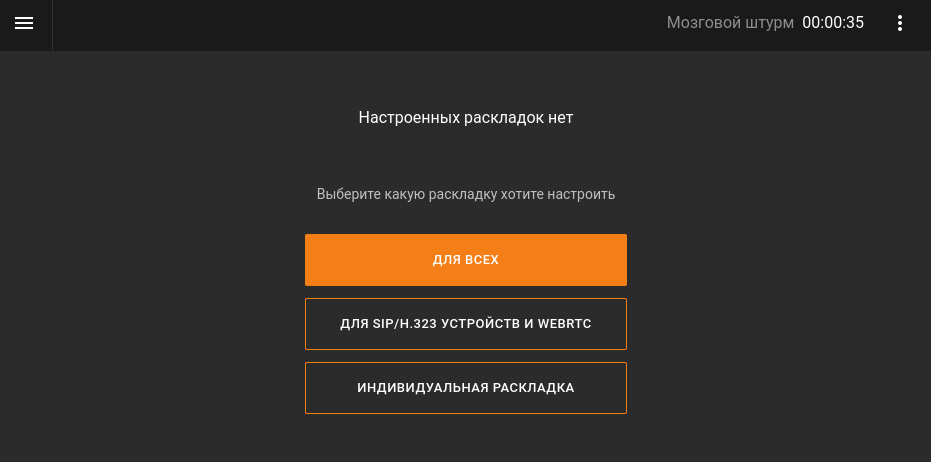 Мозговой штурм 00:00:35
Настроенных раскладок нет
Выберите какую раскладку хотите настроить
ДЛЯ ВСЕХ
ДЛЯ SIP/H.323 УСТРОЙСТВ И WEBRTC
ИНДИВИДУАЛЬНАЯ РАСКЛАДКА